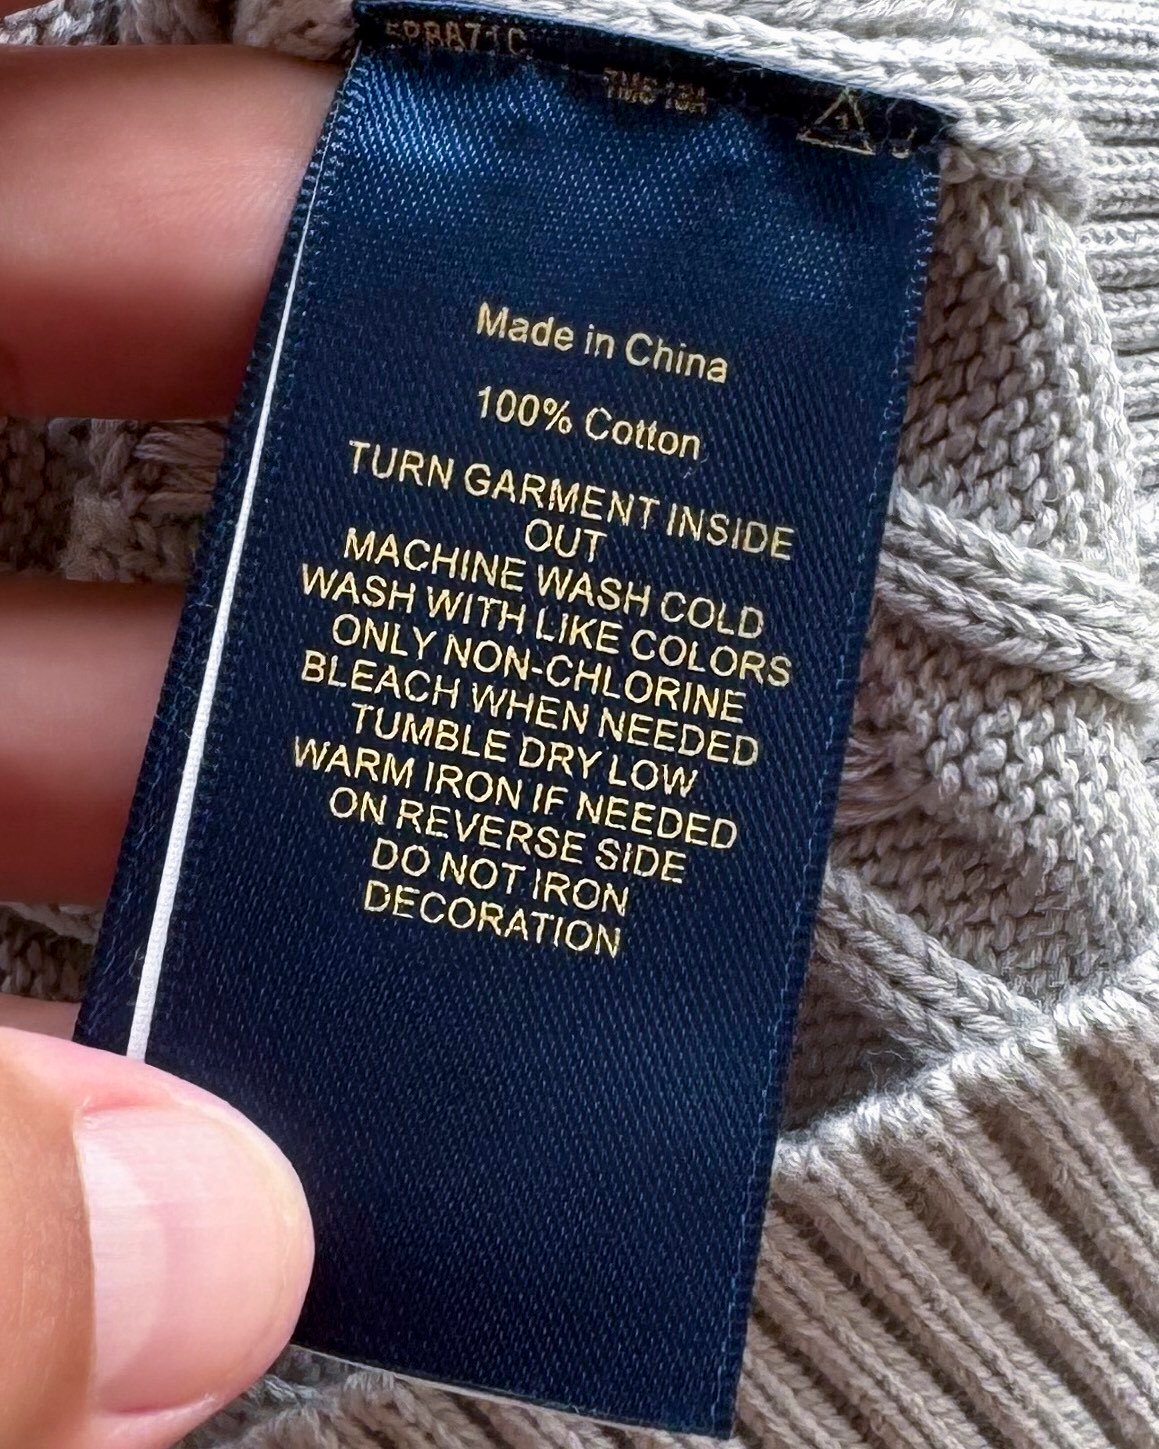 1
Made in China
100% Cotton
TURN GARMENT INSIDE
OUT
MACHINE WASH COLD
WASH WITH LIKE COLORS
ONLY NON-CHLORINE
BLEACH WHEN NEEDED
TUMBLE DRY LOW
WARM IRON IF NEEDED
ON REVERSE SIDE
DO NOT IRON
DECORATION